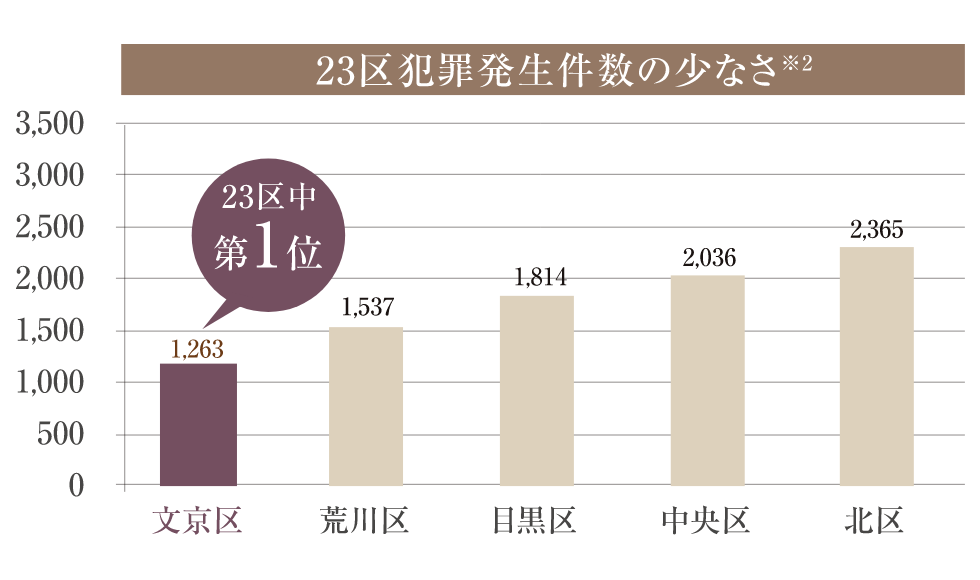 23区犯罪発生件数の少なさ※2
3,500
3,000
2,500
2,000
1,500
1,000
500
0
23区中
第1位
1,263
1,537
1,814
2,036
2,365
文京区
荒川区
目黒区
中央区
北区